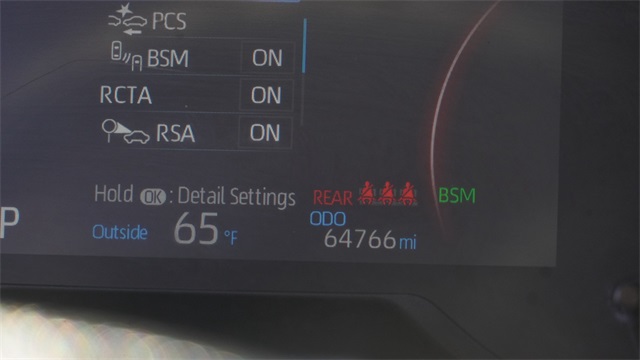 PCS
BSM ON
RCTA ON
RSA ON
Hold OK : Detail Settings
REAR
BSM
P
Outside 65 °F
ODO
64766 mi